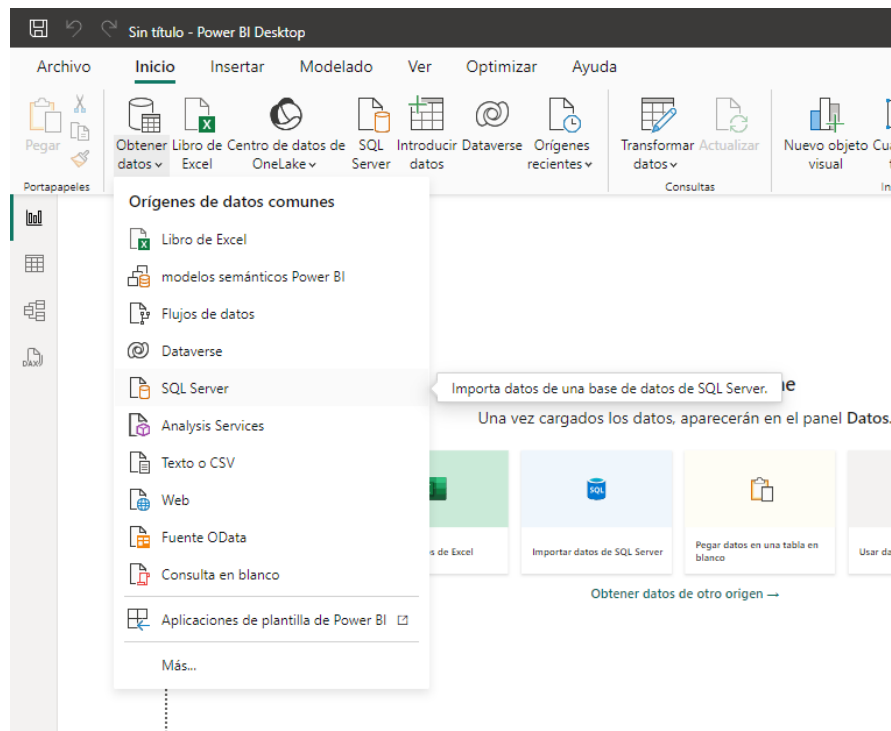 Sin título - Power BI Desktop
Archivo Inicio Insertar Modelado Ver Optimizar Ayuda
Pegar
Obtener datos
Libro de Excel
Centro de datos de OneLake
SQL Server
Introducir datos
Dataverse
Orígenes recientes
Transformar datos
Actualizar
Nuevo objeto visual
Portapapeles
Consultas
Orígenes de datos comunes
Libro de Excel
modelos semánticos Power BI
Flujos de datos
Dataverse
SQL Server
Importa datos de una base de datos de SQL Server.
Una vez cargados los datos, aparecerán en el panel Datos.
Analysis Services
Texto o CSV
Web
Fuente OData
Consulta en blanco
Aplicaciones de plantilla de Power BI
Más...
DAX
SQL
de Excel
Importar datos de SQL Server
Pegar datos en una tabla en
blanco
Usar
Obtener datos de otro origen →